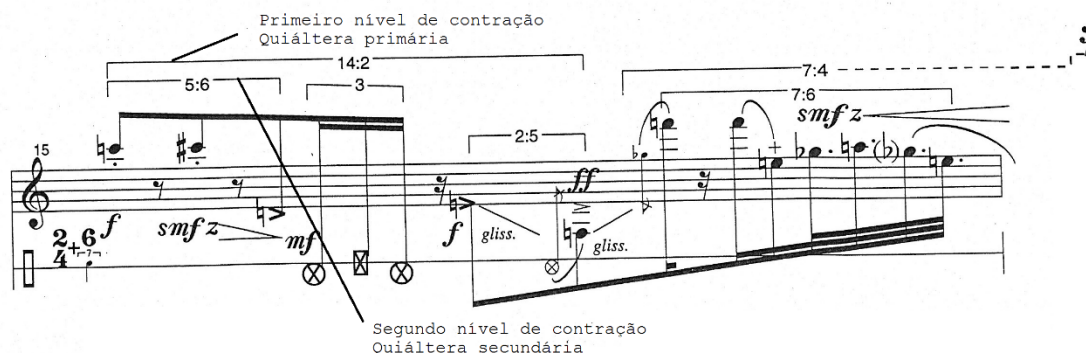 Primeiro nível de contração
Quiáltera primária
14:2
7:4
5:6
3
7:6
smfz
2:5
15
ff
f
smfz
mf
f
gliss.
gliss.
2/4+6
7
Segundo nível de contração
Quiáltera secundária